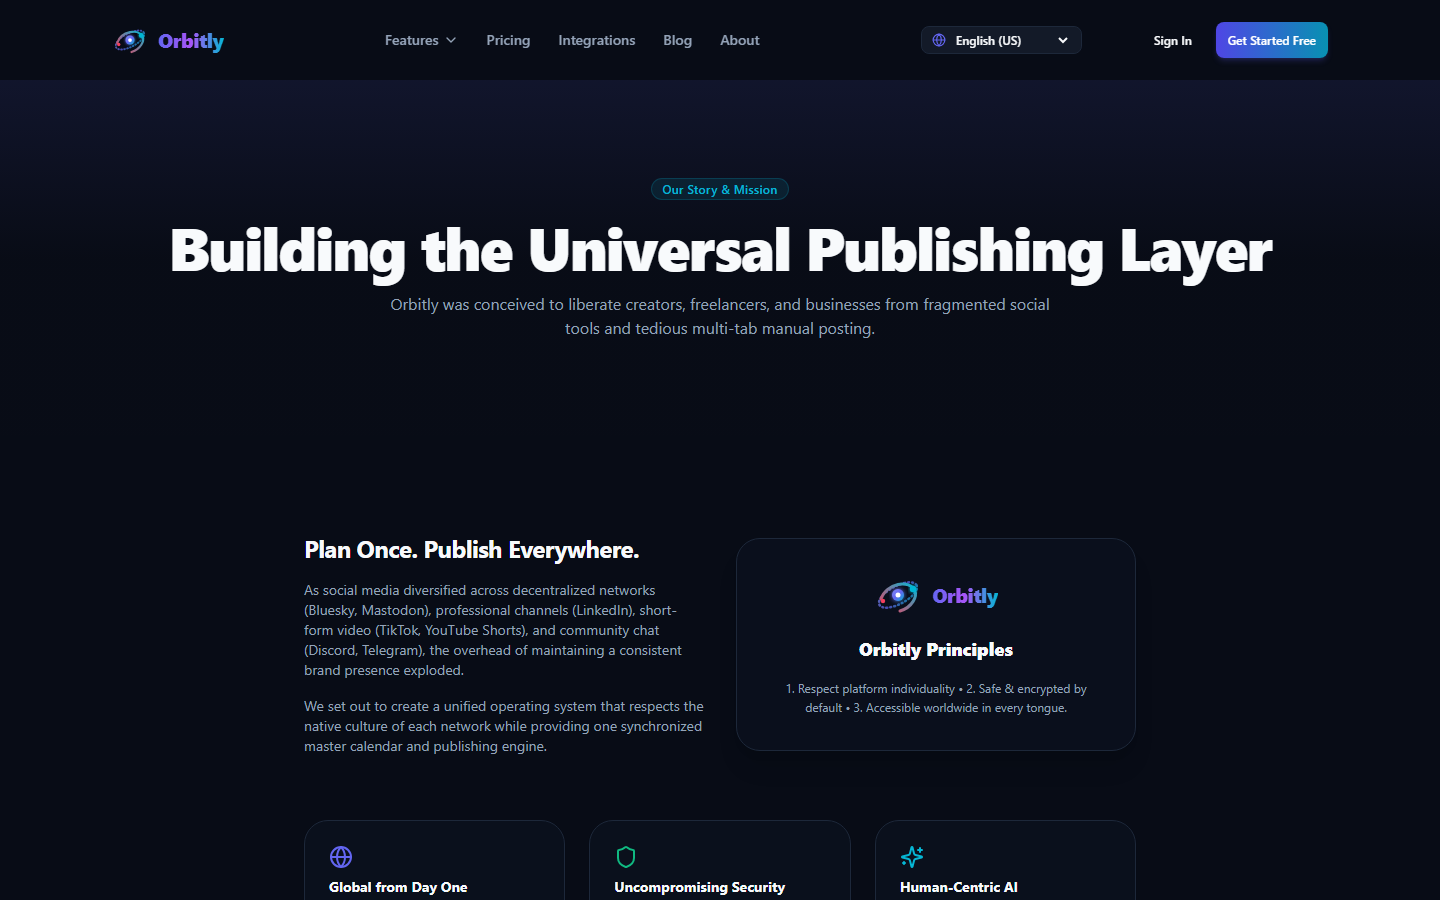 Orbitly
Features
Pricing
Integrations
Blog
About
English (US)
Sign In
Get Started Free
Our Story & Mission
Building the Universal Publishing Layer
Orbitly was conceived to liberate creators, freelancers, and businesses from fragmented social
tools and tedious multi-tab manual posting.
Plan Once. Publish Everywhere.
As social media diversified across decentralized networks
(Bluesky, Mastodon), professional channels (LinkedIn), short-
form video (TikTok, YouTube Shorts), and community chat
(Discord, Telegram), the overhead of maintaining a consistent
brand presence exploded.
We set out to create a unified operating system that respects the
native culture of each network while providing one synchronized
master calendar and publishing engine.
Orbitly
Orbitly Principles
1. Respect platform individuality • 2. Safe & encrypted by
default • 3. Accessible worldwide in every tongue.
Global from Day One
Uncompromising Security
Human-Centric AI